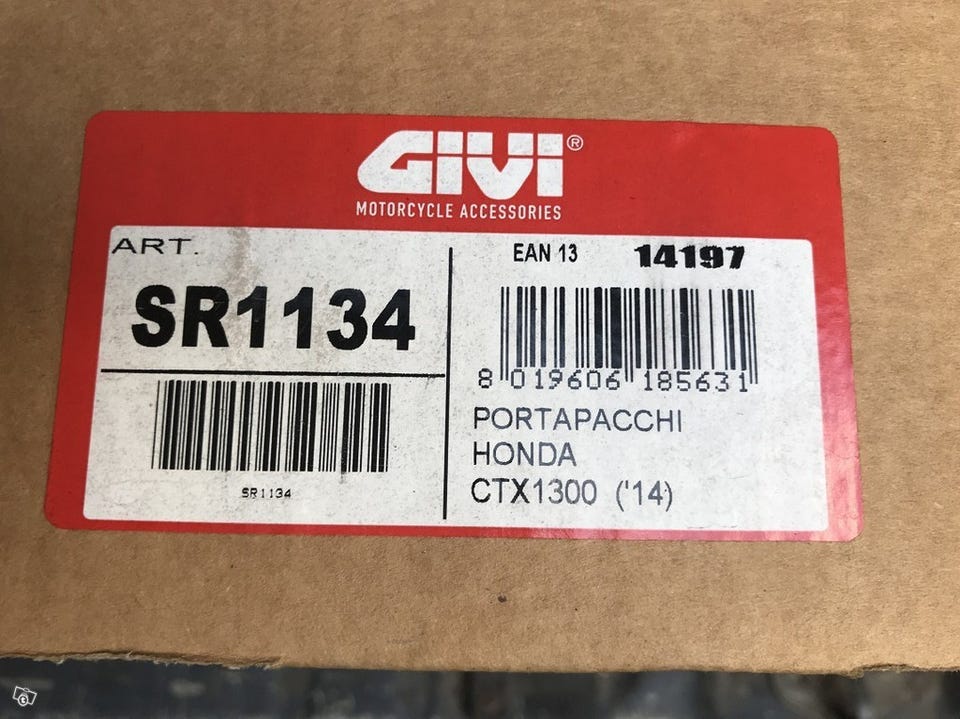 GIVI®
MOTORCYCLE ACCESSORIES
ART.
SR1134
SR1134
EAN 13 14197
8 019606 185631
PORTAPACCHI
HONDA
CTX1300 ('14)